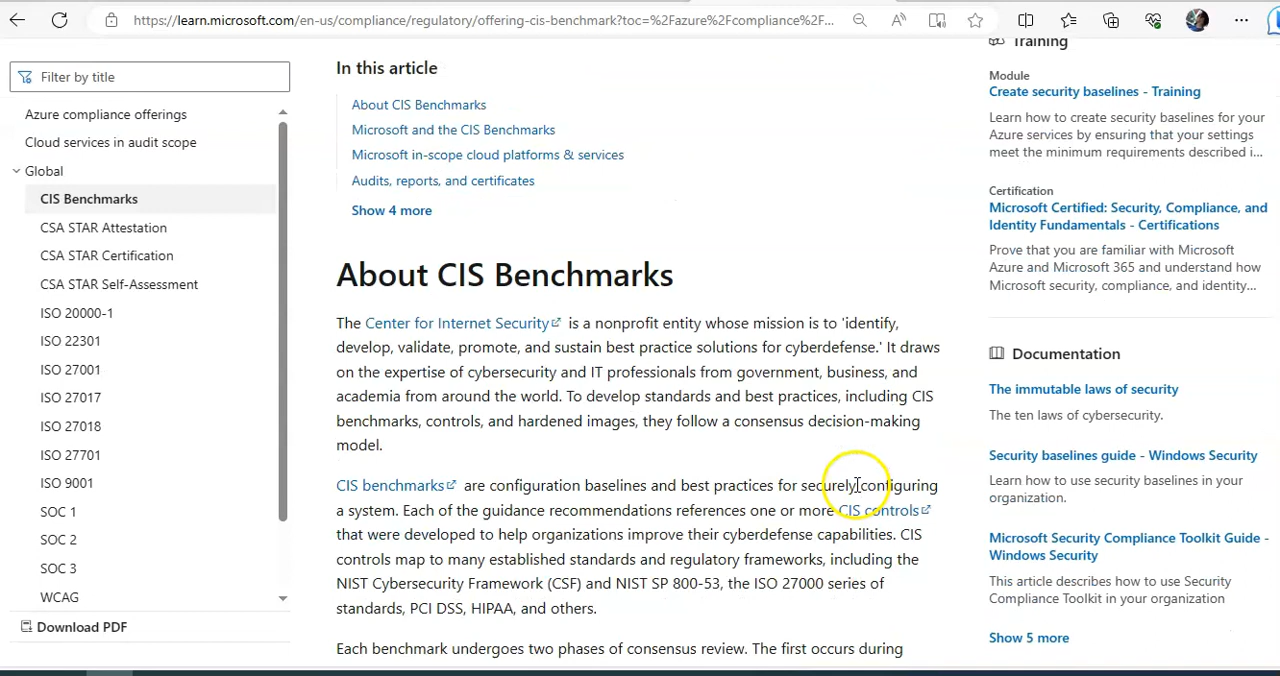 https://learn.microsoft.com/en-us/compliance/regulatory/offering-cis-benchmark?toc=%2Fazure%2Fcompliance%2F...
Filter by title
Azure compliance offerings
Cloud services in audit scope
Global
CIS Benchmarks
CSA STAR Attestation
CSA STAR Certification
CSA STAR Self-Assessment
ISO 20000-1
ISO 22301
ISO 27001
ISO 27017
ISO 27018
ISO 27701
ISO 9001
SOC 1
SOC 2
SOC 3
WCAG
Download PDF
In this article
About CIS Benchmarks
Microsoft and the CIS Benchmarks
Microsoft in-scope cloud platforms & services
Audits, reports, and certificates
Show 4 more
About CIS Benchmarks
The Center for Internet Security is a nonprofit entity whose mission is to 'identify,
develop, validate, promote, and sustain best practice solutions for cyberdefense.' It draws
on the expertise of cybersecurity and IT professionals from government, business, and
academia from around the world. To develop standards and best practices, including CIS
benchmarks, controls, and hardened images, they follow a consensus decision-making
model.
CIS benchmarks are configuration baselines and best practices for securely configuring
a system. Each of the guidance recommendations references one or more CIS controls
that were developed to help organizations improve their cyberdefense capabilities. CIS
controls map to many established standards and regulatory frameworks, including the
NIST Cybersecurity Framework (CSF) and NIST SP 800-53, the ISO 27000 series of
standards, PCI DSS, HIPAA, and others.
Each benchmark undergoes two phases of consensus review. The first occurs during
Training
Module
Create security baselines - Training
Learn how to create security baselines for your
Azure services by ensuring that your settings
meet the minimum requirements described i...
Certification
Microsoft Certified: Security, Compliance, and
Identity Fundamentals - Certifications
Prove that you are familiar with Microsoft
Azure and Microsoft 365 and understand how
Microsoft security, compliance, and identity...
Documentation
The immutable laws of security
The ten laws of cybersecurity.
Security baselines guide - Windows Security
Learn how to use security baselines in your
organization.
Microsoft Security Compliance Toolkit Guide -
Windows Security
This article describes how to use Security
Compliance Toolkit in your organization
Show 5 more